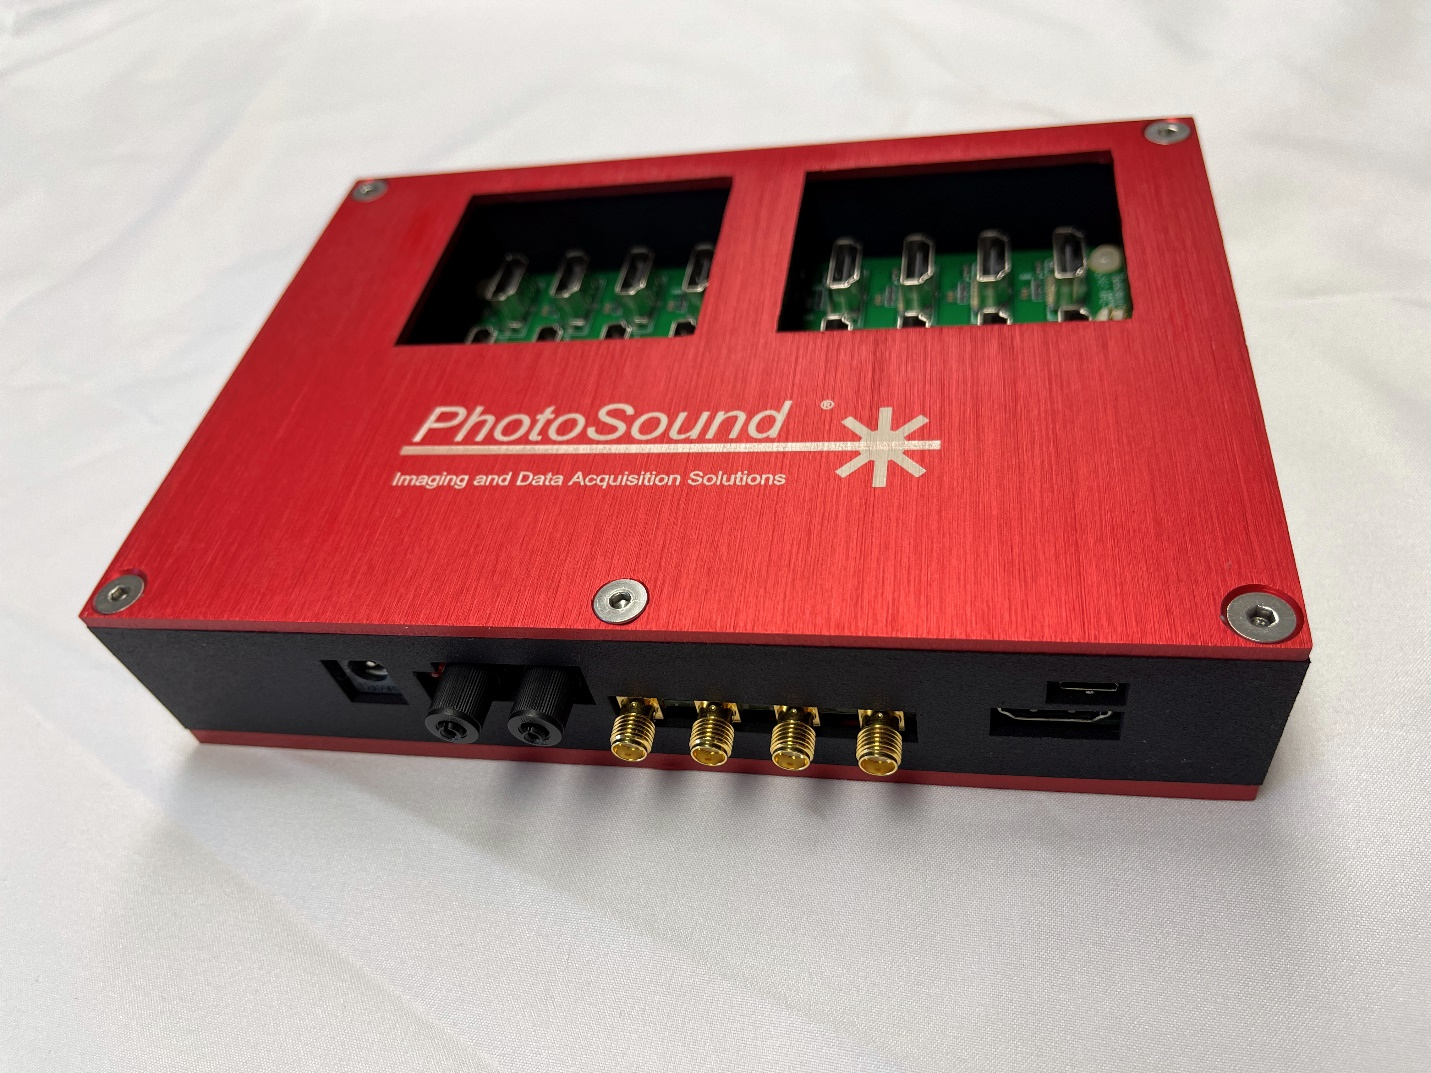 PhotoSound ®
Imaging and Data Acquisition Solutions